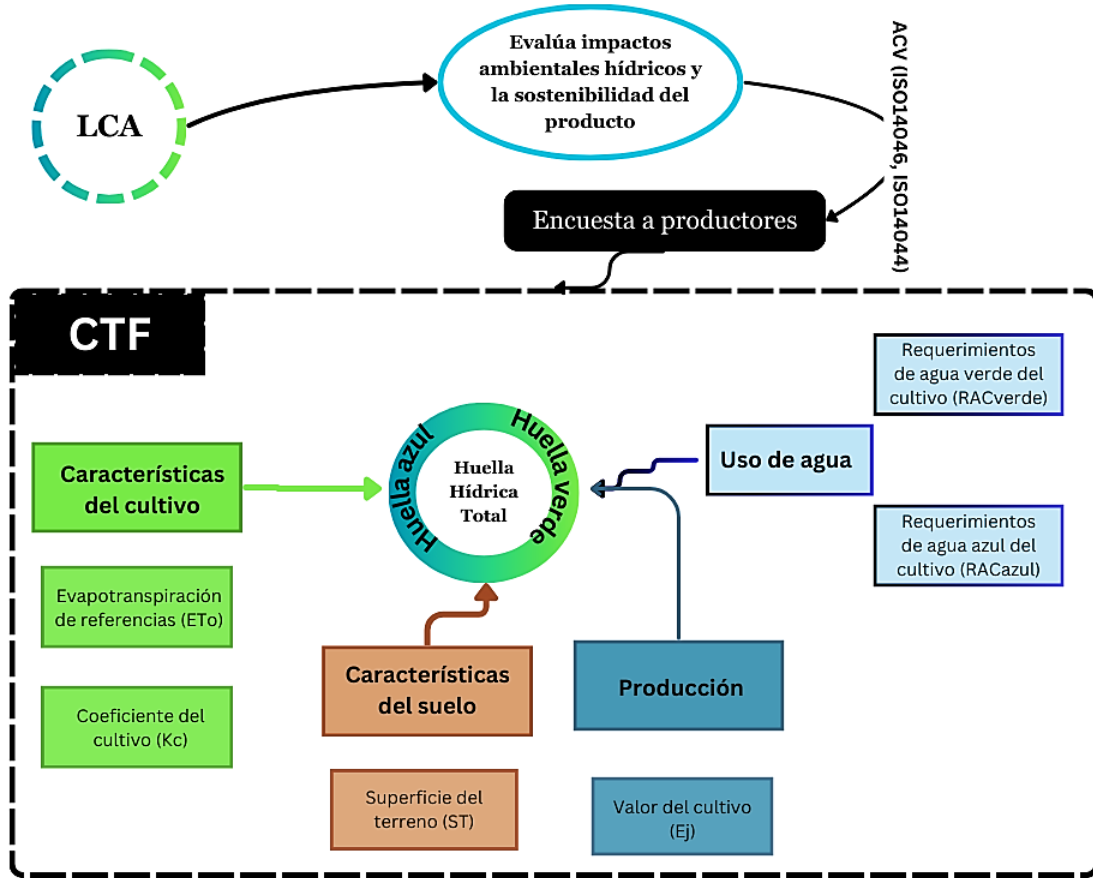 LCA
Evalúa impactos
ambientales hídricos y
la sostenibilidad del
producto
ACV (ISO14046, ISO14044)
Encuesta a productores
CTF
Requerimientos
de agua verde del
cultivo (RACverde)
Características
del cultivo
Huella azul
Huella verde
Huella
Hídrica
Total
Uso de agua
Requerimientos
de agua azul del
cultivo (RACazul)
Evapotranspiración
de referencias (ETo)
Características
del suelo
Producción
Coeficiente del
cultivo (Kc)
Superficie del
terreno (ST)
Valor del cultivo
(Ej)